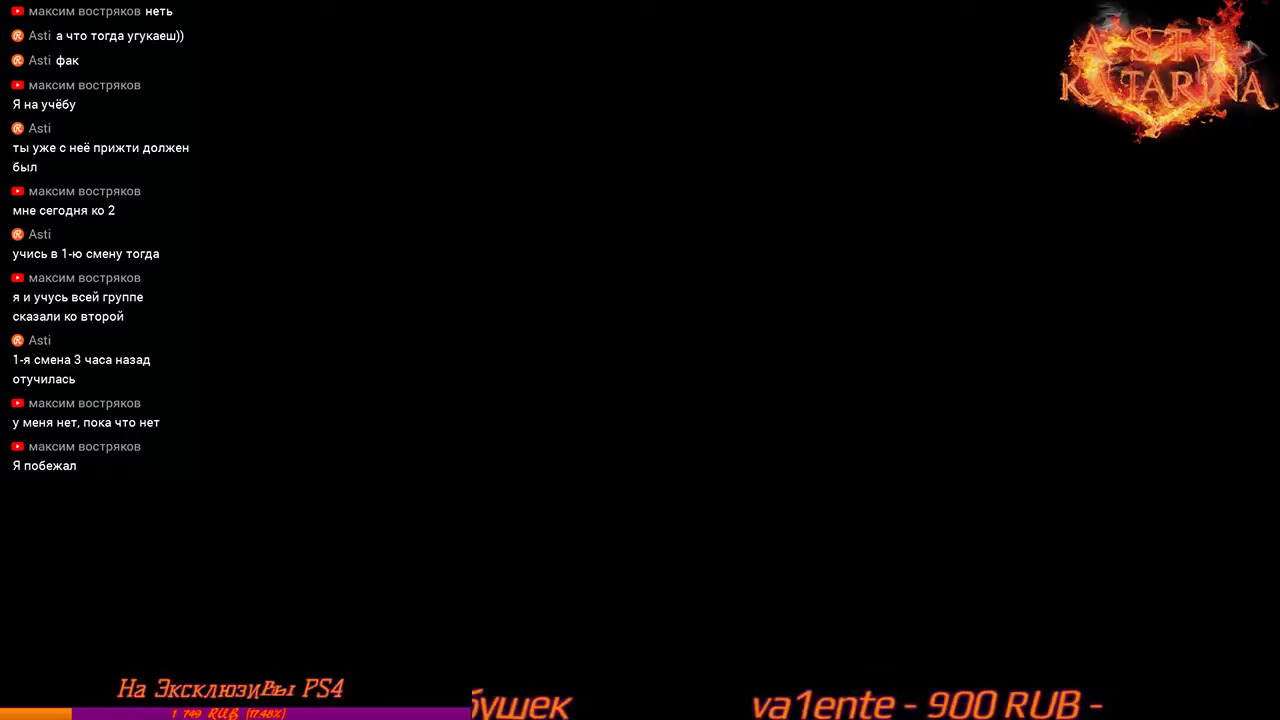 максим востряков неть
Asti а что тогда угукаеш))
Asti фак
максим востряков
Я на учёбу
Asti
ты уже с неё прижти должен
был
максим востряков
мне сегодня ко 2
Asti
учись в 1-ю смену тогда
максим востряков
я и учусь всей группе
сказали ко второй
Asti
1-я смена 3 часа назад
отучилась
максим востряков
у меня нет, пока что нет
максим востряков
Я побежал
ASTI
KATARINA
На Эксклюзивы PS4
1 749 RUB (17.48%)
бушек va1ente - 900 RUB -